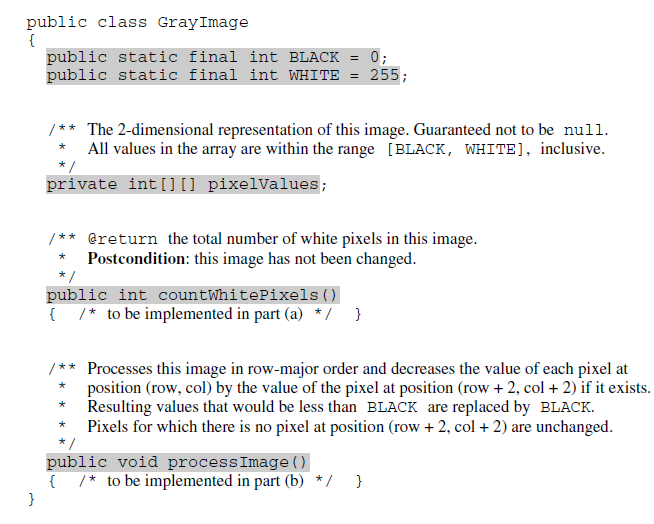 public class GrayImage
{
public static final int BLACK = 0;
public static final int WHITE = 255;
/** The 2-dimensional representation of this image. Guaranteed not to be null.
* All values in the array are within the range [BLACK, WHITE], inclusive.
*/
private int[][] pixelValues;
/** @return the total number of white pixels in this image.
* Postcondition: this image has not been changed.
*/
public int countWhitePixels()
{ /* to be implemented in part (a) */ }
/** Processes this image in row-major order and decreases the value of each pixel at
* position (row, col) by the value of the pixel at position (row + 2, col + 2) if it exists.
* Resulting values that would be less than BLACK are replaced by BLACK.
* Pixels for which there is no pixel at position (row + 2, col + 2) are unchanged.
*/
public void processImage()
{ /* to be implemented in part (b) */ }
}